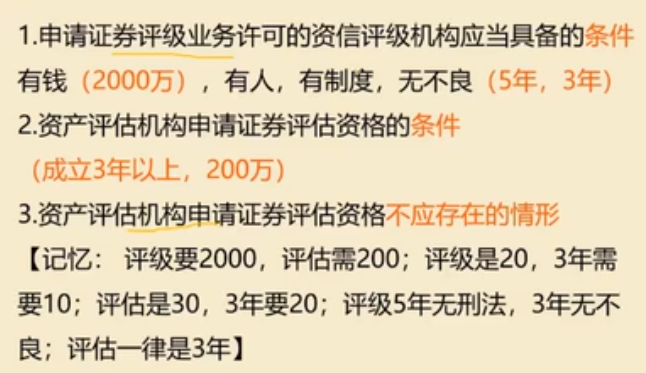 1.申请证券评级业务许可的资信评级机构应当具备的条件
有钱（2000万），有人，有制度，无不良（5年，3年）
2.资产评估机构申请证券评估资格的条件
（成立3年以上，200万）
3.资产评估机构申请证券评估资格不应存在的情形
【记忆： 评级要2000，评估需200；评级是20，3年需
要10；评估是30，3年要20；评级5年无刑法，3年无不
良；评估一律是3年】